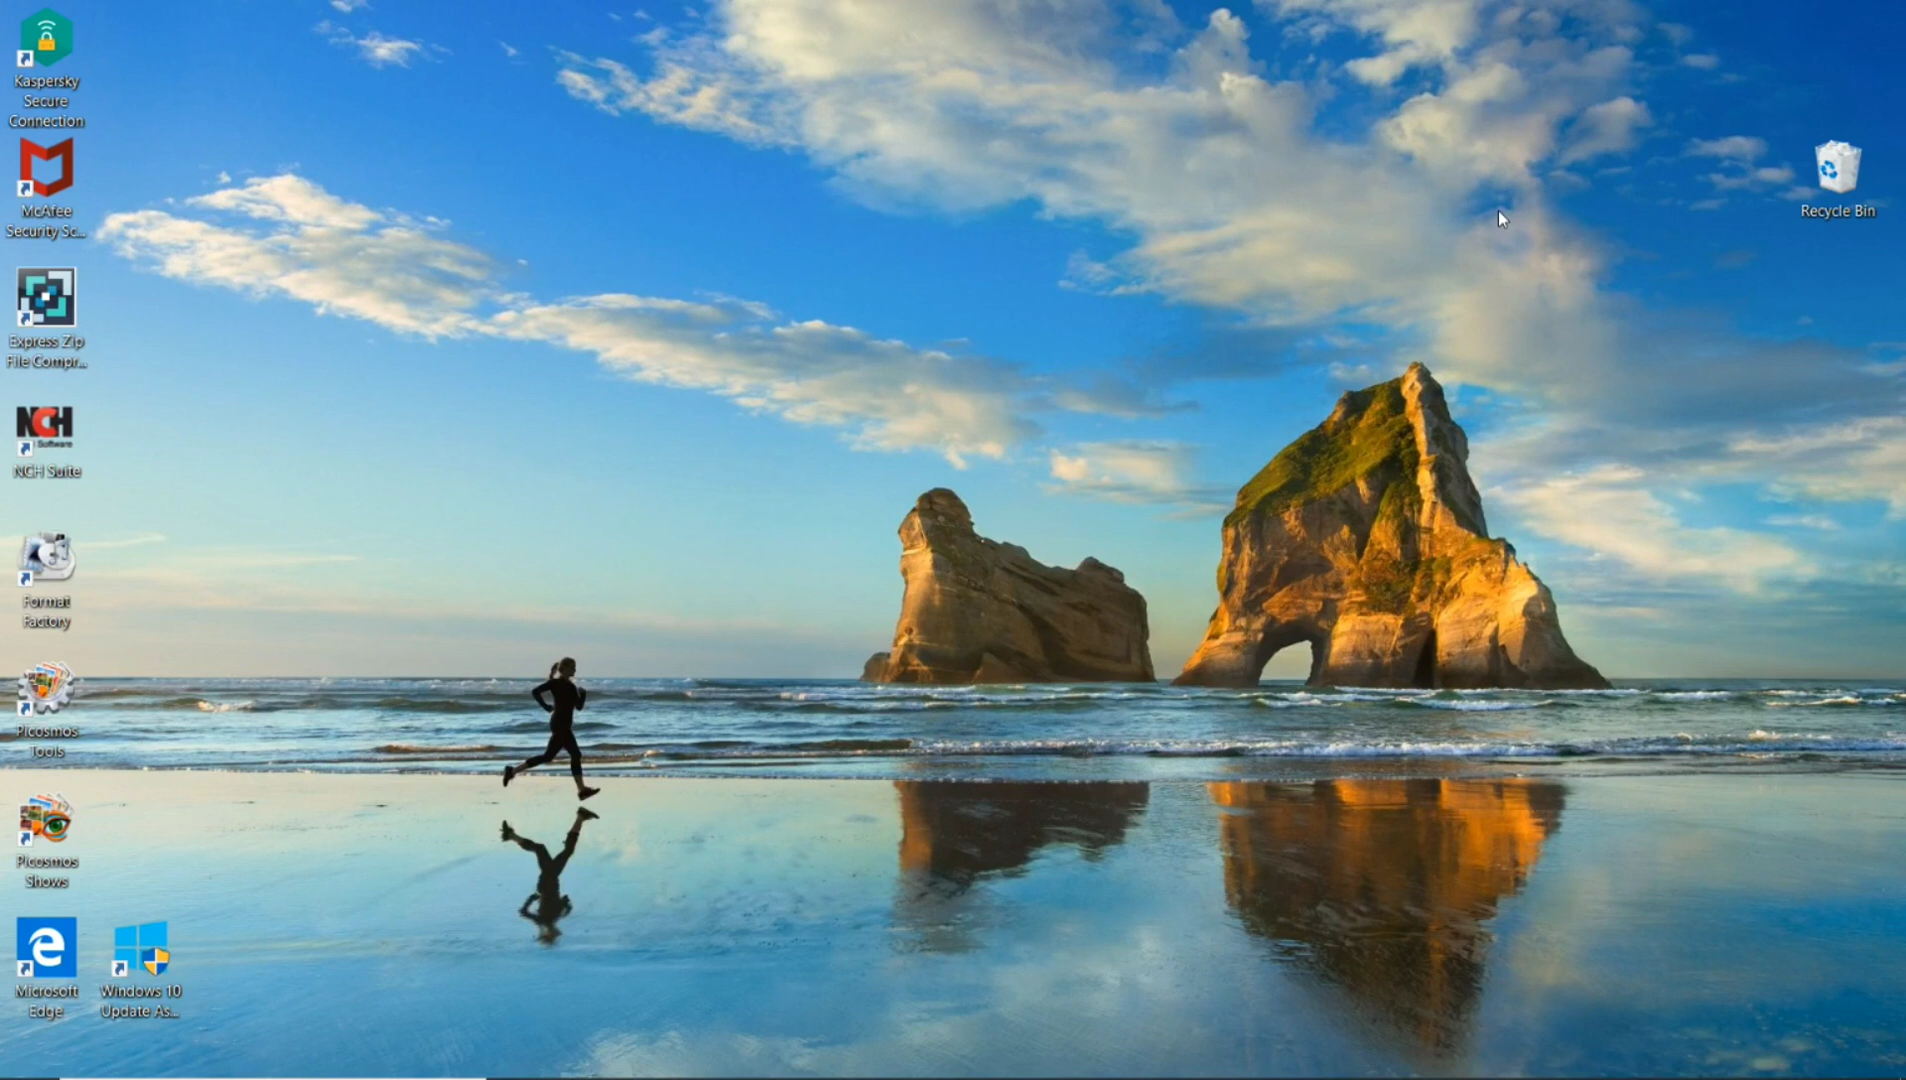 Kaspersky
Secure
Connection
McAfee
Security Sc...
Express Zip
File Compr...
NCH
Software
NCH Suite
Format
Factory
Picosmos
Tools
Picosmos
Shows
Microsoft
Edge
Windows 10
Update As...
Recycle Bin